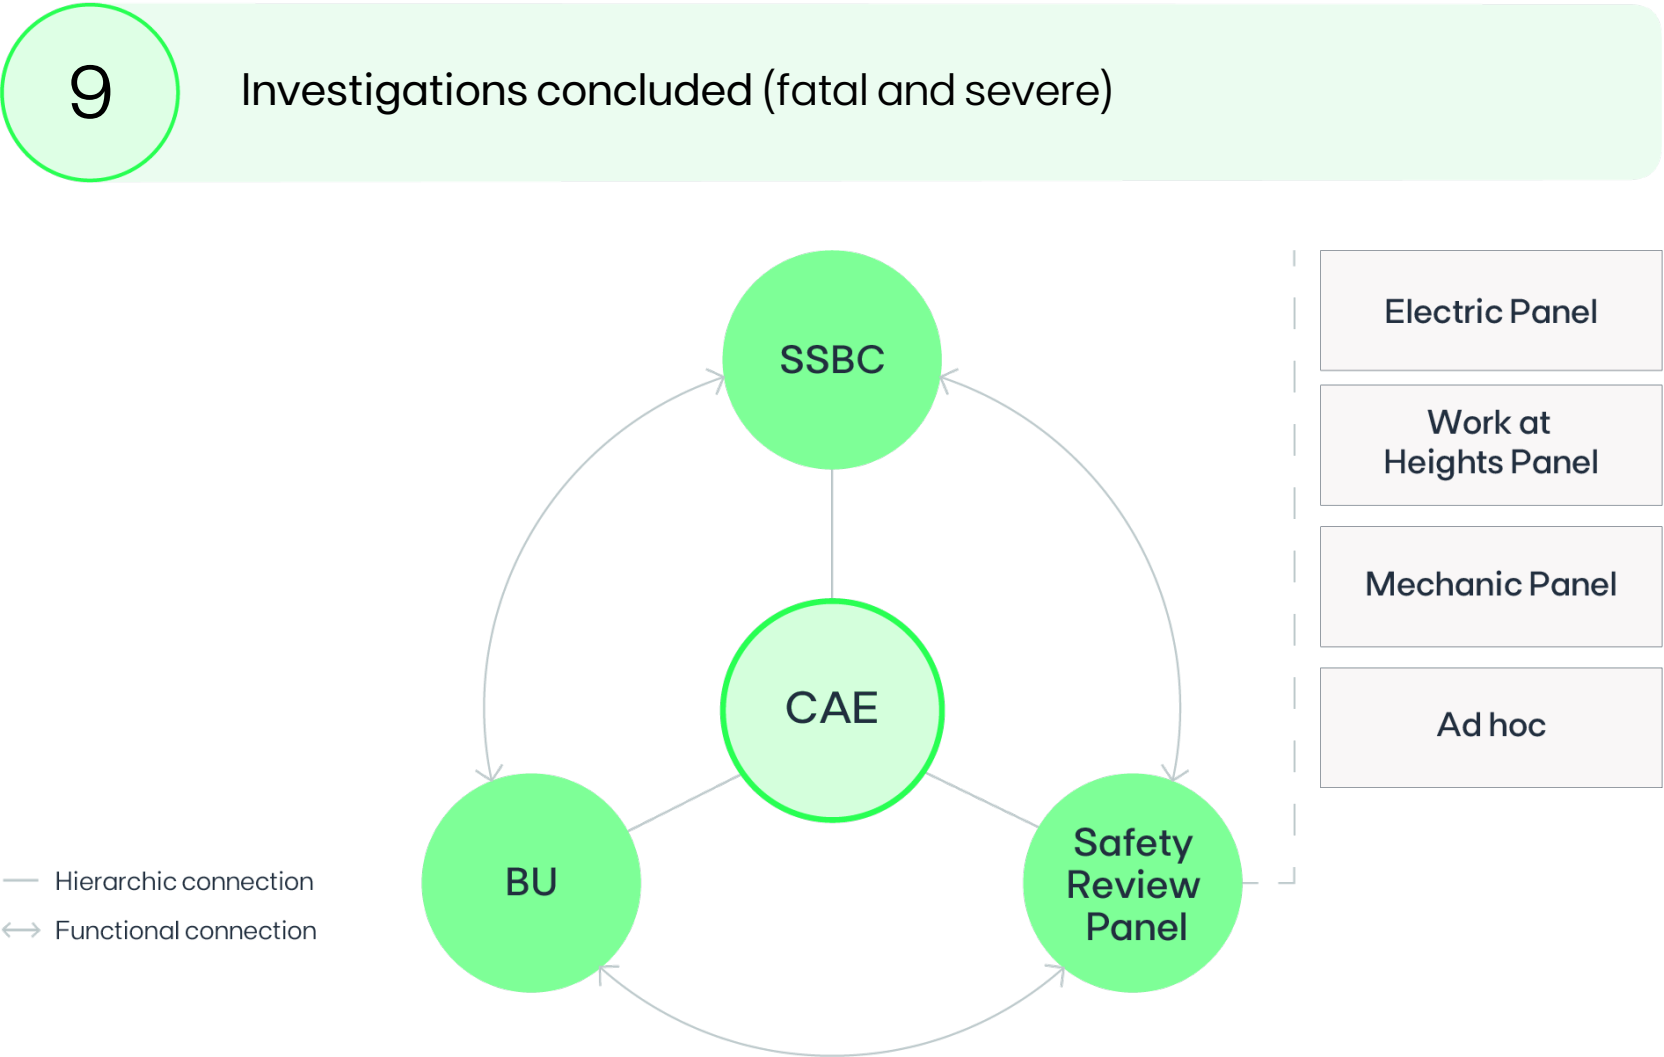 9
Investigations concluded (fatal and severe)
SSBC
Electric Panel
Work at
Heights Panel
Mechanic Panel
CAE
Ad hoc
BU
Safety
Review
Panel
Hierarchic connection
Functional connection